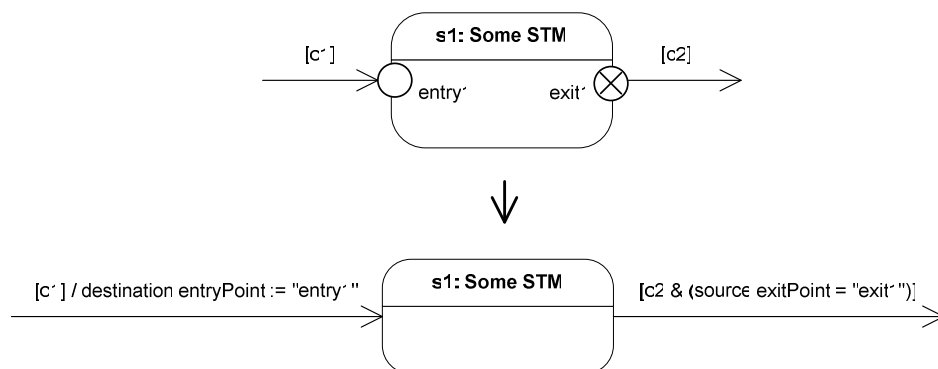 s1: Some STM
[c1]
[c2]
entry1
exit1
s1: Some STM
[c1] / destination entryPoint := "entry1"
[c2 & (source exitPoint = "exit1")]